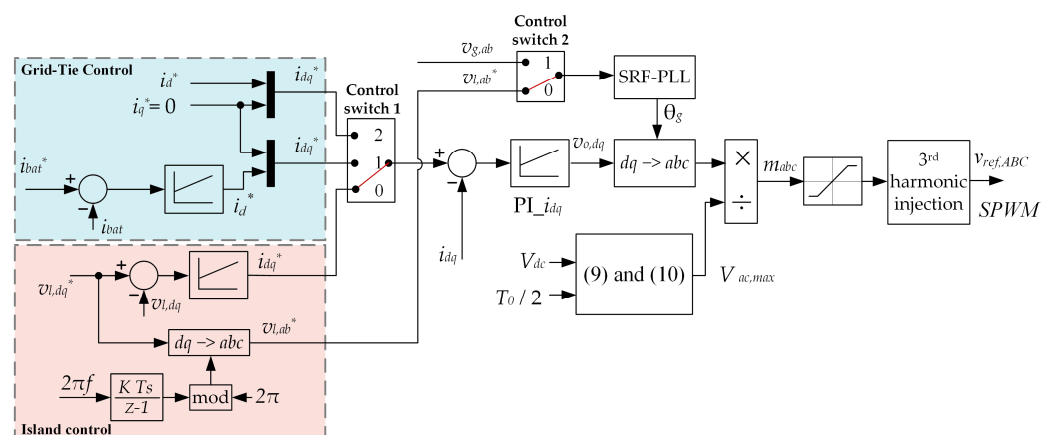 Grid-Tie Control
i_d*
i_q* = 0
i_dq*
i_dq*
i_bat*
+
−
i_bat
i_d*
Control
switch 1
2
1
0
v_l,dq*
+
−
v_l,dq
i_dq*
dq −> abc
v_l,ab*
2πf
K Ts
z-1
mod
2π
Island control
Control
switch 2
v_g,ab
v_l,ab*
1
0
SRF-PLL
θ_g
+
−
i_dq
PI_i_dq
v_o,dq
dq −> abc
V_dc
T_0 / 2
(9) and (10)
V_ac,max
×
÷
m_abc
3rd
harmonic
injection
v_ref,ABC
SPWM